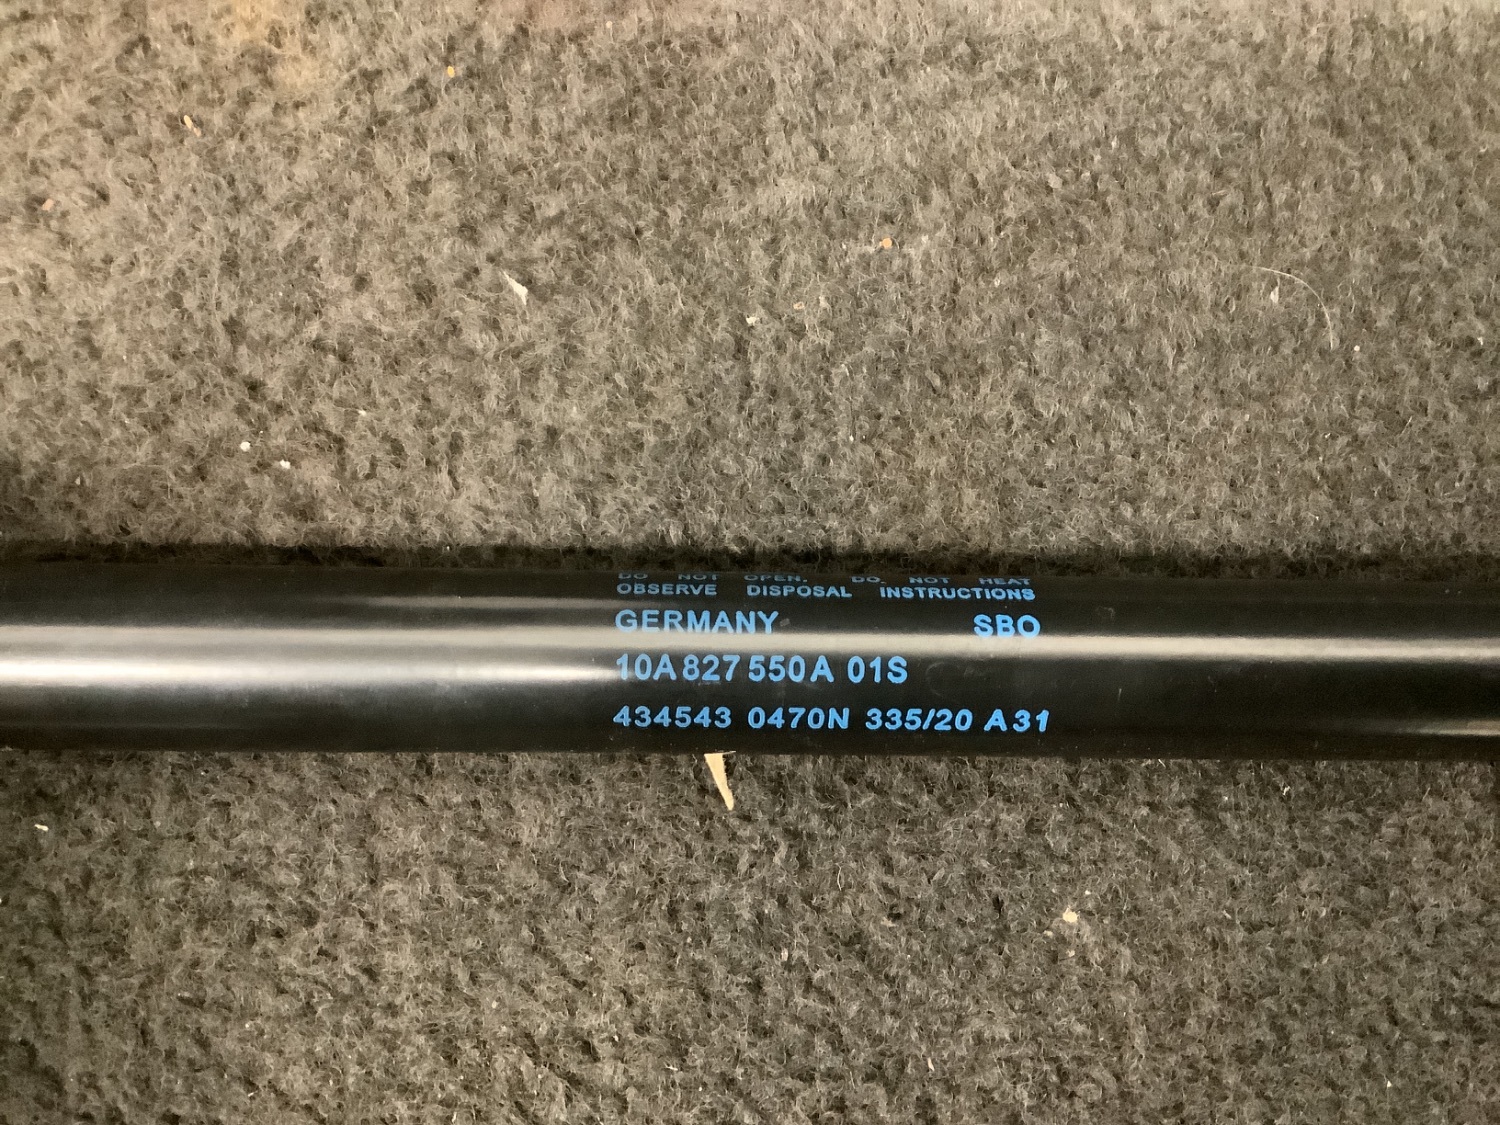 DO NOT OPEN. DO NOT HEAT
OBSERVE DISPOSAL INSTRUCTIONS
GERMANY SBO
10A 827 550 A 01S
434543 0470N 335/20 A31